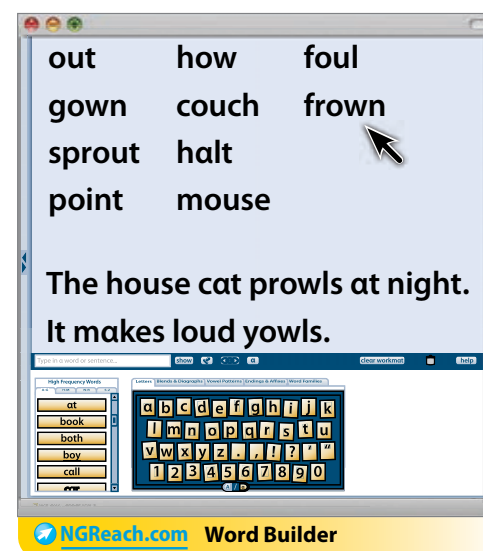 out how foul
gown couch frown
sprout halt
point mouse
The house cat prowls at night.
It makes loud yowls.
Type in a word or sentence... show a clear workmat help
High Frequency Words
Letters Blends & Diagraphs Vowel Patterns Endings & Affixes Word Families
at
book
both
boy
call
a b c d e f g h i j k
l m n o p q r s t u
v w x y z . , ! ? ' "
1 2 3 4 5 6 7 8 9 0
NGReach.com Word Builder